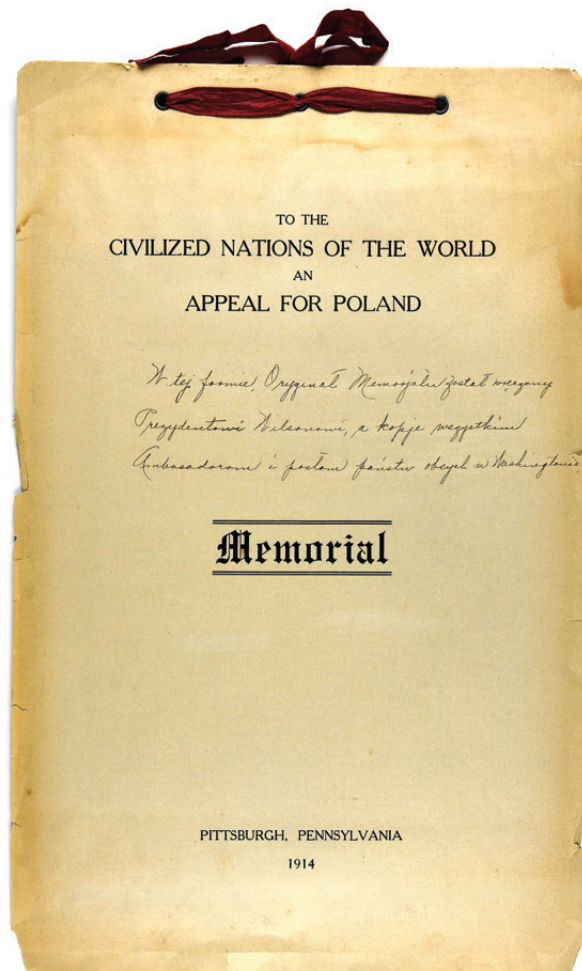 TO THE
CIVILIZED NATIONS OF THE WORLD
AN
APPEAL FOR POLAND
W tej formie, Oryginał Memorjału został wręczony
Prezydentowi Wilsonowi, a kopje wszystkim
Ambasadorom i posłom państw obcych w Washingtonie.
Memorial
PITTSBURGH, PENNSYLVANIA
1914